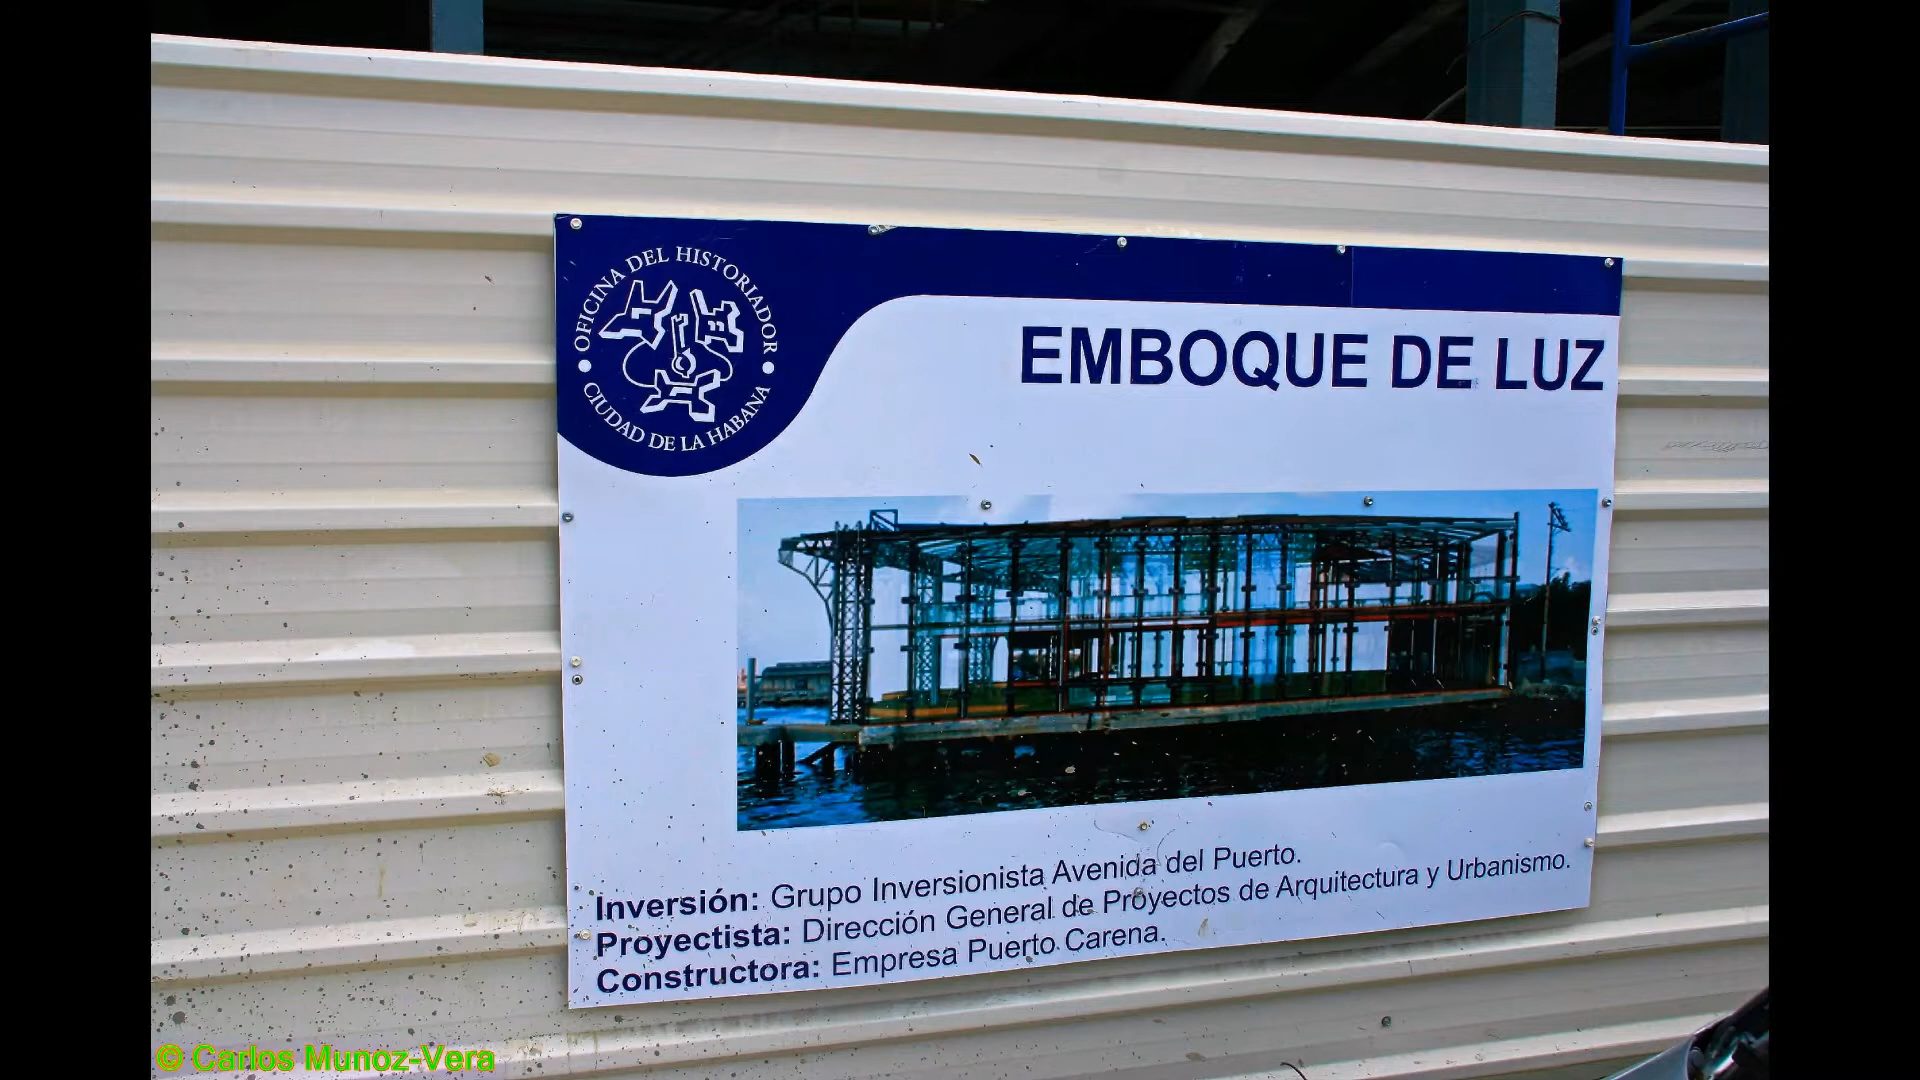 OFICINA DEL HISTORIADOR
CIUDAD DE LA HABANA
EMBOQUE DE LUZ
Inversión: Grupo Inversionista Avenida del Puerto.
Proyectista: Dirección General de Proyectos de Arquitectura y Urbanismo.
Constructora: Empresa Puerto Carena.
© Carlos Munoz-Vera